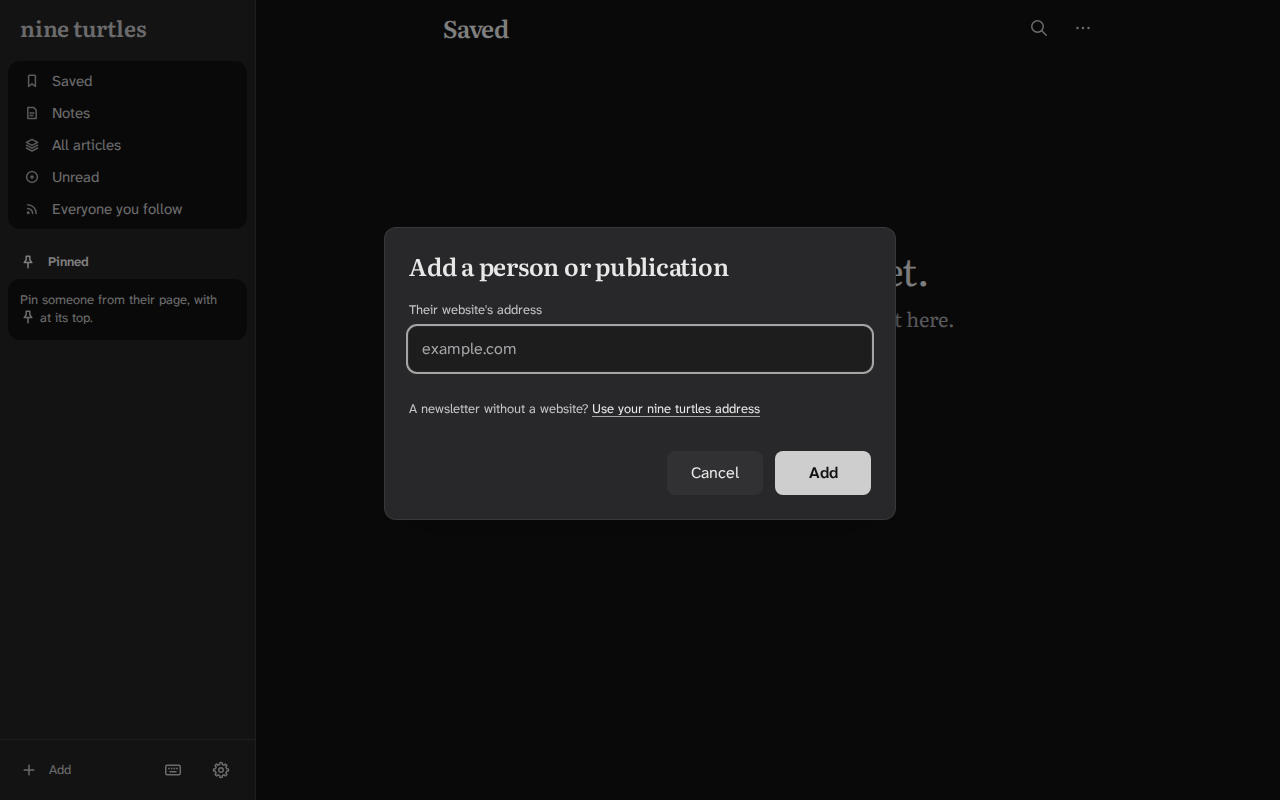 nine turtles
Saved
Notes
All articles
Unread
Everyone you follow
Pinned
Pin someone from their page, with
at its top.
Add
Saved
here.
Add a person or publication
Their website's address
example.com
A newsletter without a website? Use your nine turtles address
Cancel
Add